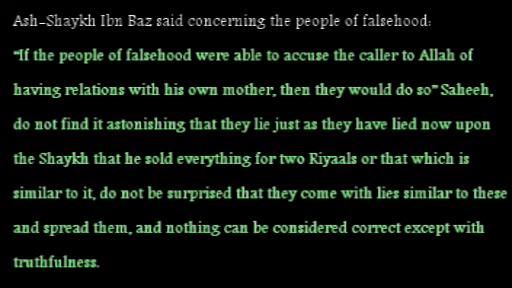 Ash-Shaykh Ibn Baz said concerning the people of falsehood:
"If the people of falsehood were able to accuse the caller to Allah of
having relations with his own mother, then they would do so" Saheeh,
do not find it astonishing that they lie just as they have lied now upon
the Shaykh that he sold everything for two Riyaals or that which is
similar to it, do not be surprised that they come with lies similar to these
and spread them, and nothing can be considered correct except with
truthfulness.